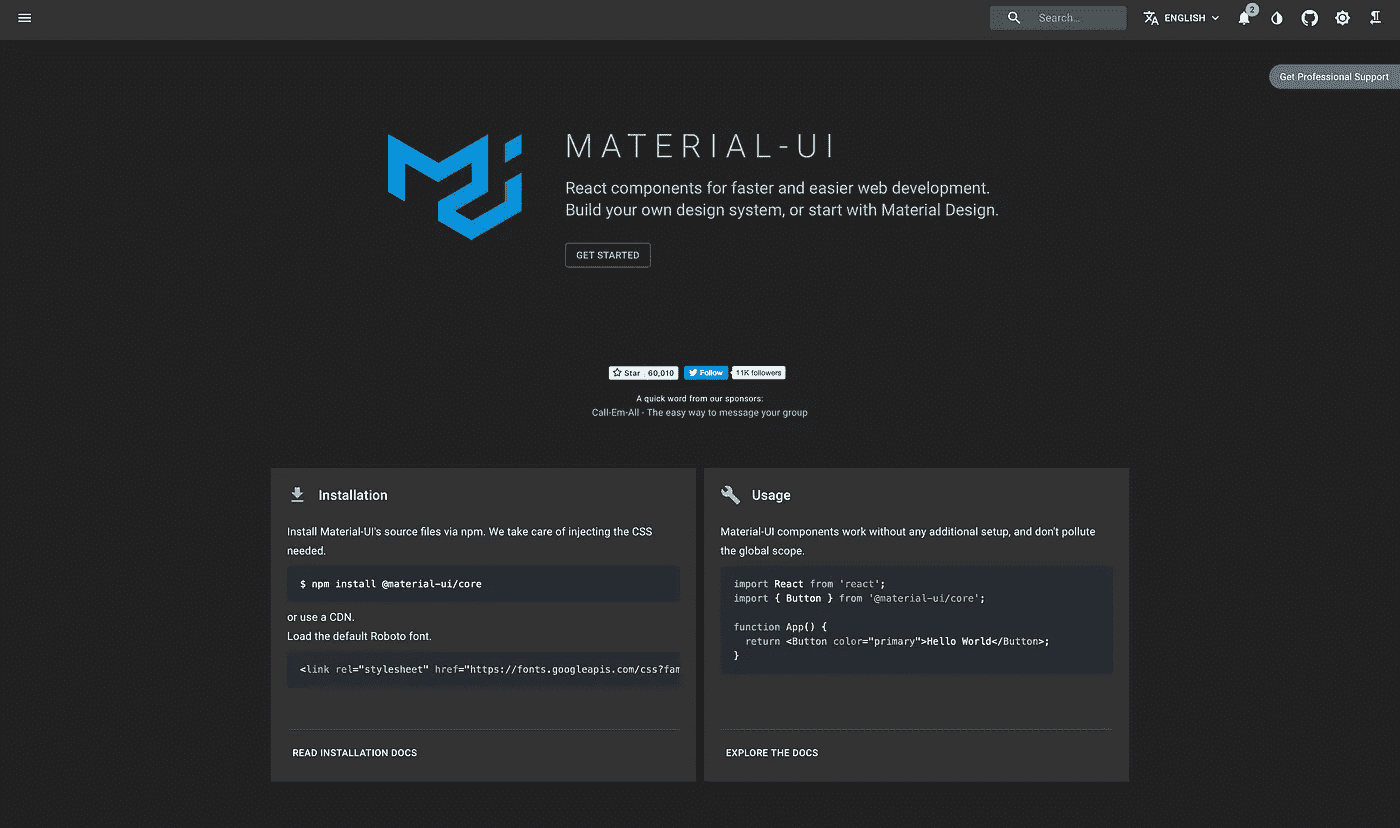 Search…
ENGLISH
2
Get Professional Support
MATERIAL-UI
React components for faster and easier web development.
Build your own design system, or start with Material Design.
GET STARTED
Star 60,010
Follow
11K followers
A quick word from our sponsors:
Call-Em-All - The easy way to message your group
Installation
Install Material-UI's source files via npm. We take care of injecting the CSS
needed.
$ npm install @material-ui/core
or use a CDN.
Load the default Roboto font.
<link rel="stylesheet" href="https://fonts.googleapis.com/css?fam
READ INSTALLATION DOCS
Usage
Material-UI components work without any additional setup, and don't pollute
the global scope.
import React from 'react';
import { Button } from '@material-ui/core';
function App() {
return <Button color="primary">Hello World</Button>;
}
EXPLORE THE DOCS